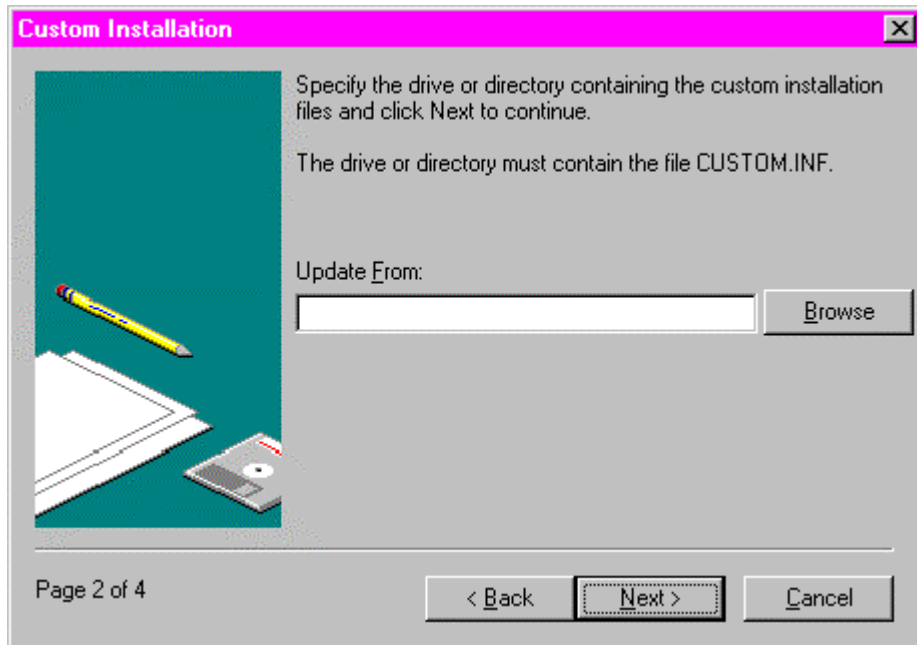 Custom Installation
Specify the drive or directory containing the custom installation
files and click Next to continue.
The drive or directory must contain the file CUSTOM.INF.
Update From:
Browse
Page 2 of 4
< Back
Next >
Cancel